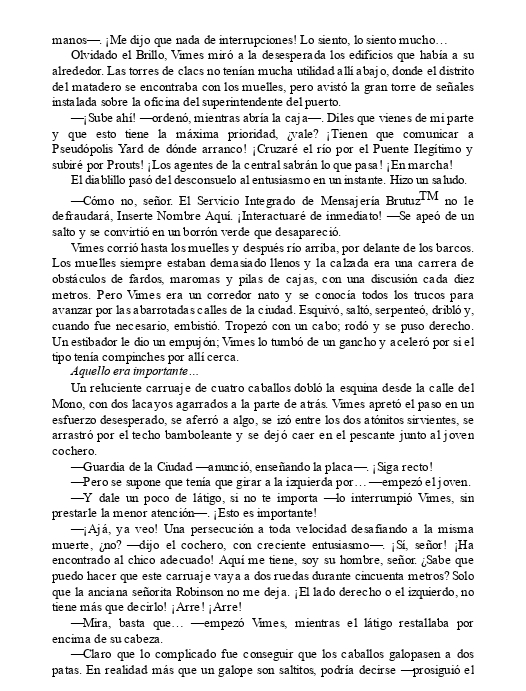 manos—. ¡Me dijo que nada de interrupciones! Lo siento, lo siento mucho…
Olvidado el Brillo, Vimes miró a la desesperada los edificios que había a su
alrededor. Las torres de clacs no tenían mucha utilidad allí abajo, donde el distrito
del matadero se encontraba con los muelles, pero avistó la gran torre de señales
instalada sobre la oficina del superintendente del puerto.
—¡Sube ahí! —ordenó, mientras abría la caja—. Diles que vienes de mi parte
y que esto tiene la máxima prioridad, ¿vale? ¡Tienen que comunicar a
Pseudópolis Yard de dónde arranco! ¡Cruzaré el río por el Puente Ilegítimo y
subiré por Prouts! ¡Los agentes de la central sabrán lo que pasa! ¡En marcha!
El diablillo pasó del desconsuelo al entusiasmo en un instante. Hizo un saludo.
—Cómo no, señor. El Servicio Integrado de Mensajería Brutuz™ no le
defraudará, Inserte Nombre Aquí. ¡Interactuaré de inmediato! —Se apeó de un
salto y se convirtió en un borrón verde que desapareció.
Vimes corrió hasta los muelles y después río arriba, por delante de los barcos.
Los muelles siempre estaban demasiado llenos y la calzada era una carrera de
obstáculos de fardos, maromas y pilas de cajas, con una discusión cada diez
metros. Pero Vimes era un corredor nato y se conocía todos los trucos para
avanzar por las abarrotadas calles de la ciudad. Esquivó, saltó, serpenteó, dribló y,
cuando fue necesario, embistió. Tropezó con un cabo; rodó y se puso derecho.
Un estibador le dio un empujón; Vimes lo tumbó de un gancho y aceleró por si el
tipo tenía compinches por allí cerca.
Aquello era importante…
Un reluciente carruaje de cuatro caballos dobló la esquina desde la calle del
Mono, con dos lacayos agarrados a la parte de atrás. Vimes apretó el paso en un
esfuerzo desesperado, se aferró a algo, se izó entre los dos atónitos sirvientes, se
arrastró por el techo bamboleante y se dejó caer en el pescante junto al joven
cochero.
—Guardia de la Ciudad —anunció, enseñando la placa—. ¡Siga recto!
—Pero se supone que tenía que girar a la izquierda por… —empezó el joven.
—Y dale un poco de látigo, si no te importa —lo interrumpió Vimes, sin
prestarle la menor atención—. ¡Esto es importante!
—¡Ajá, ya veo! Una persecución a toda velocidad desafiando a la misma
muerte, ¿no? —dijo el cochero, con creciente entusiasmo—. ¡Sí, señor! ¡Ha
encontrado al chico adecuado! Aquí me tiene, soy su hombre, señor. ¿Sabe que
puedo hacer que este carruaje vaya a dos ruedas durante cincuenta metros? Solo
que la anciana señorita Robinson no me deja. ¡El lado derecho o el izquierdo, no
tiene más que decirlo! ¡Arre! ¡Arre!
—Mira, basta que… —empezó Vimes, mientras el látigo restallaba por
encima de su cabeza.
—Claro que lo complicado fue conseguir que los caballos galopasen a dos
patas. En realidad más que un galope son saltitos, podría decirse —prosiguió el